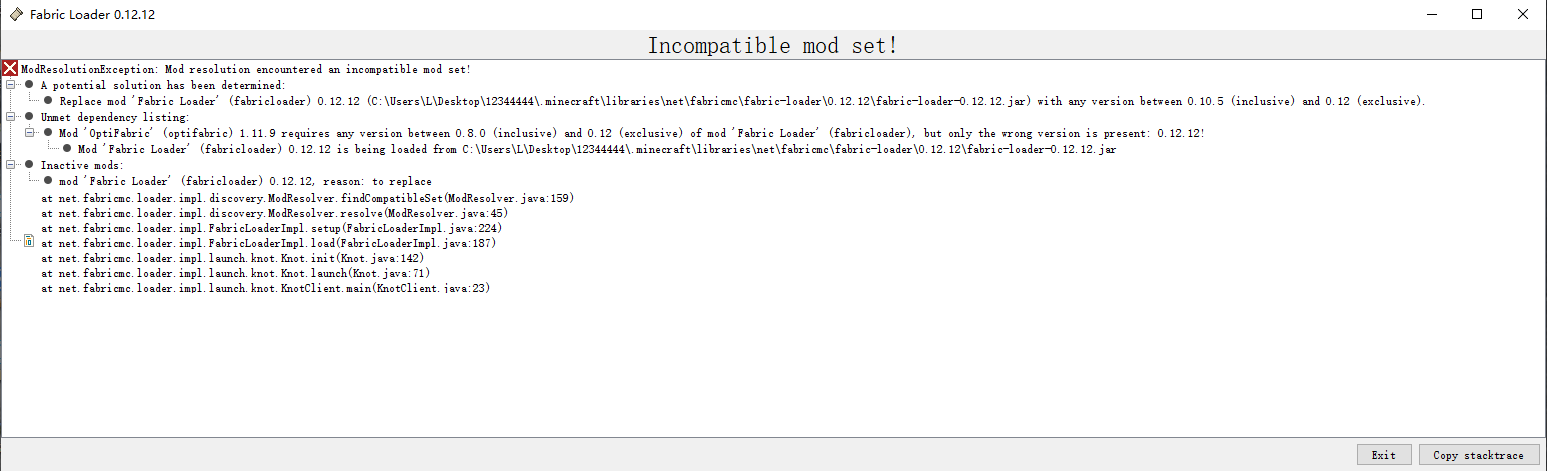 Fabric Loader 0.12.12
Incompatible mod set!
ModResolutionException: Mod resolution encountered an incompatible mod set!
A potential solution has been determined:
Replace mod 'Fabric Loader' (fabricloader) 0.12.12 (C:\Users\L\Desktop\12344444\.minecraft\libraries\net\fabricmc\fabric-loader\0.12.12\fabric-loader-0.12.12.jar) with any version between 0.10.5 (inclusive) and 0.12 (exclusive).
Unmet dependency listing:
Mod 'OptiFabric' (optifabric) 1.11.9 requires any version between 0.8.0 (inclusive) and 0.12 (exclusive) of mod 'Fabric Loader' (fabricloader), but only the wrong version is present: 0.12.12!
Mod 'Fabric Loader' (fabricloader) 0.12.12 is being loaded from C:\Users\L\Desktop\12344444\.minecraft\libraries\net\fabricmc\fabric-loader\0.12.12\fabric-loader-0.12.12.jar
Inactive mods:
mod 'Fabric Loader' (fabricloader) 0.12.12, reason: to replace
at net.fabricmc.loader.impl.discovery.ModResolver.findCompatibleSet(ModResolver.java:159)
at net.fabricmc.loader.impl.discovery.ModResolver.resolve(ModResolver.java:45)
at net.fabricmc.loader.impl.FabricLoaderImpl.setup(FabricLoaderImpl.java:224)
at net.fabricmc.loader.impl.FabricLoaderImpl.load(FabricLoaderImpl.java:187)
at net.fabricmc.loader.impl.launch.knot.Knot.init(Knot.java:142)
at net.fabricmc.loader.impl.launch.knot.Knot.launch(Knot.java:71)
at net.fabricmc.loader.impl.launch.knot.KnotClient.main(KnotClient.java:23)
Exit
Copy stacktrace